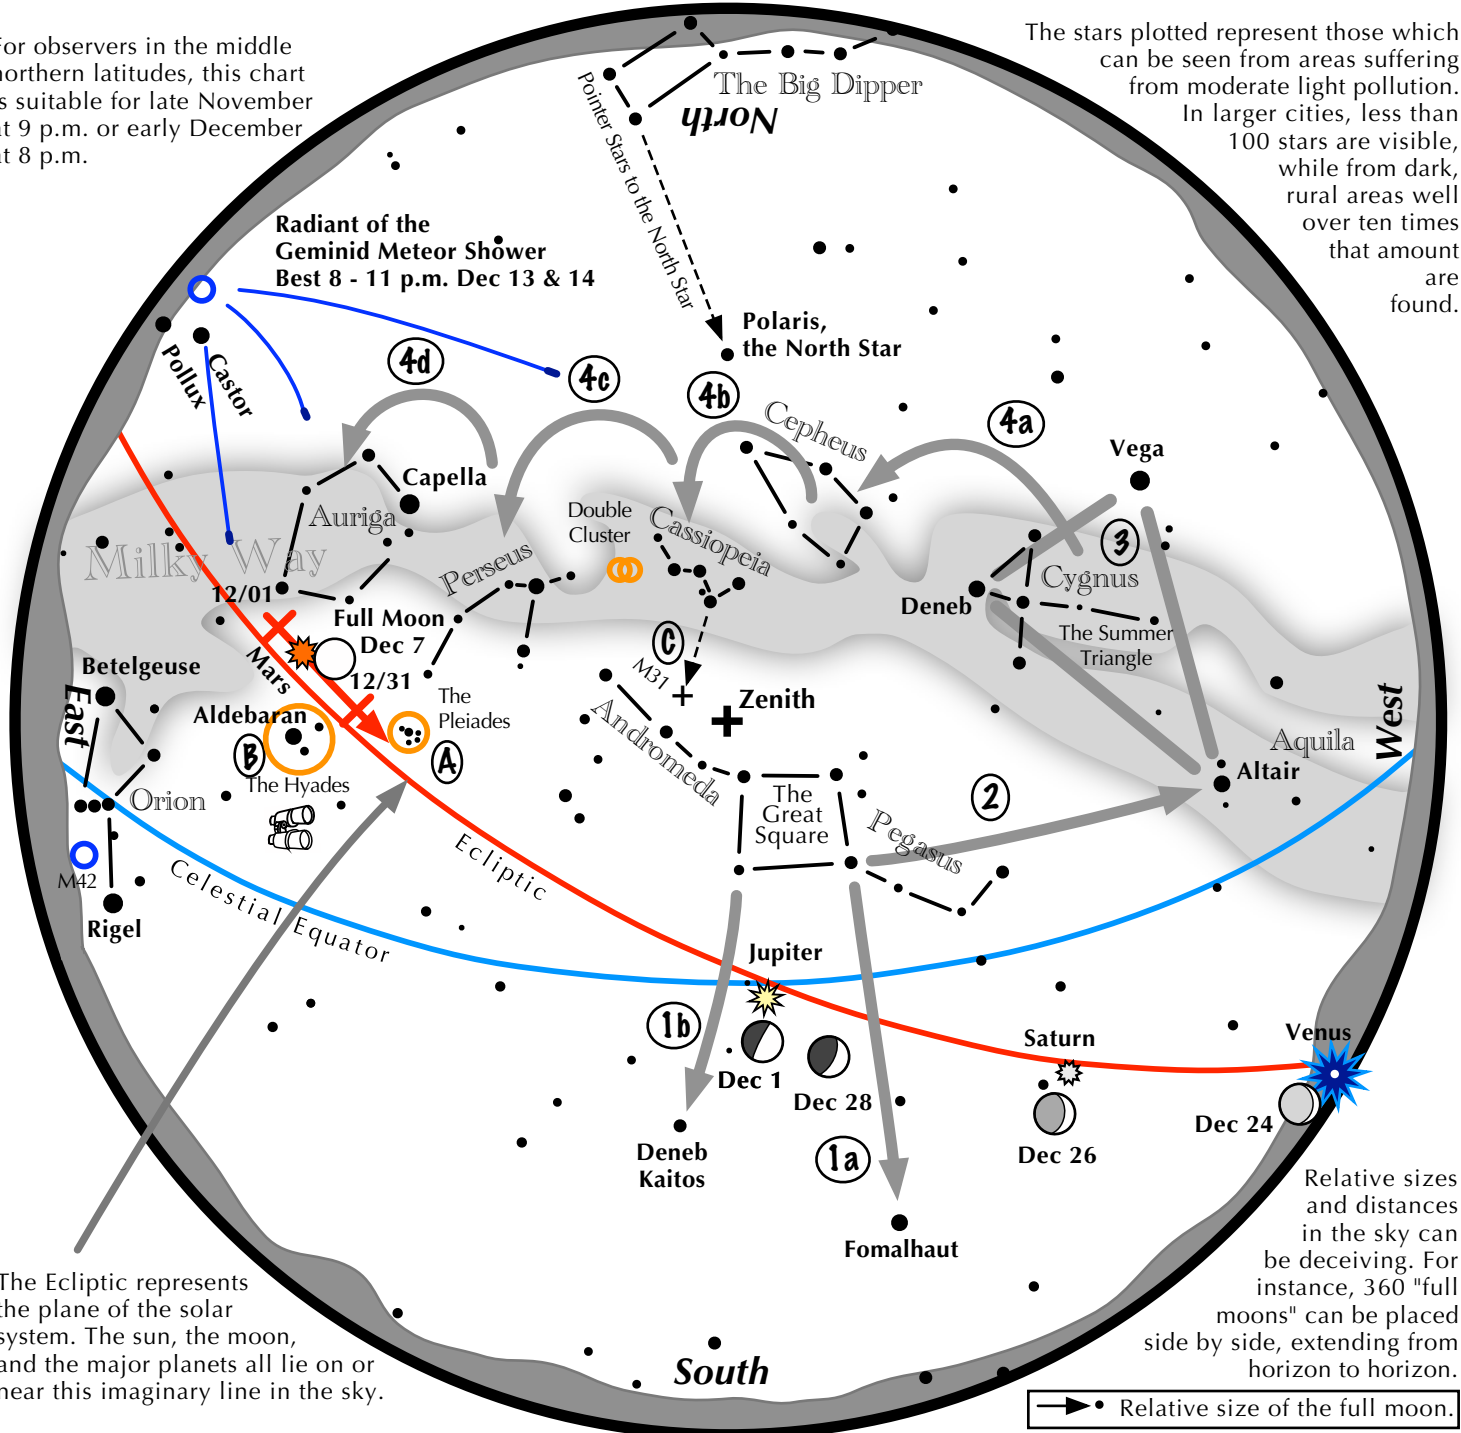 or observers in the middle
northern latitudes, this chart
s suitable for late November
at 9 p.m. or early December
at 8 p.m.
The stars plotted represent those which
can be seen from areas suffering
from moderate light pollution.
In larger cities, less than
100 stars are visible,
while from dark,
rural areas well
over ten times
that amount
are
found.
The Big Dipper
North
Pointer Stars to the North Star
Radiant of the
Geminid Meteor Shower
Best 8 - 11 p.m. Dec 13 & 14
Polaris,
the North Star
Pollux
Castor
4d
4c
4b
4a
Cepheus
Vega
Capella
Auriga
Double
Cluster
Cassiopeia
3
Milky Way
Perseus
Cygnus
Deneb
12/01
Full Moon
Dec 7
The Summer
Triangle
C
M31
Mars
12/31
Betelgeuse
East
Zenith
The
Pleiades
Aldebaran
Andromeda
West
Aquila
B
A
Altair
The Hyades
Orion
The
Great
Square
2
Pegasus
M42
Ecliptic
Celestial Equator
Rigel
Jupiter
1b
Saturn
Venus
Dec 1
Dec 28
Dec 24
Deneb
Kaitos
1a
Dec 26
Fomalhaut
The Ecliptic represents
the plane of the solar
system. The sun, the moon,
and the major planets all lie on or
near this imaginary line in the sky.
Relative sizes
and distances
in the sky can
be deceiving. For
instance, 360 "full
moons" can be placed
side by side, extending from
horizon to horizon.
South
Relative size of the full moon.